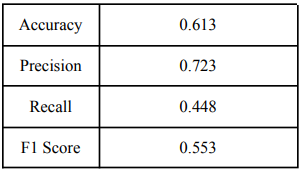 Accuracy 0.613
Precision 0.723
Recall 0.448
F1 Score 0.553